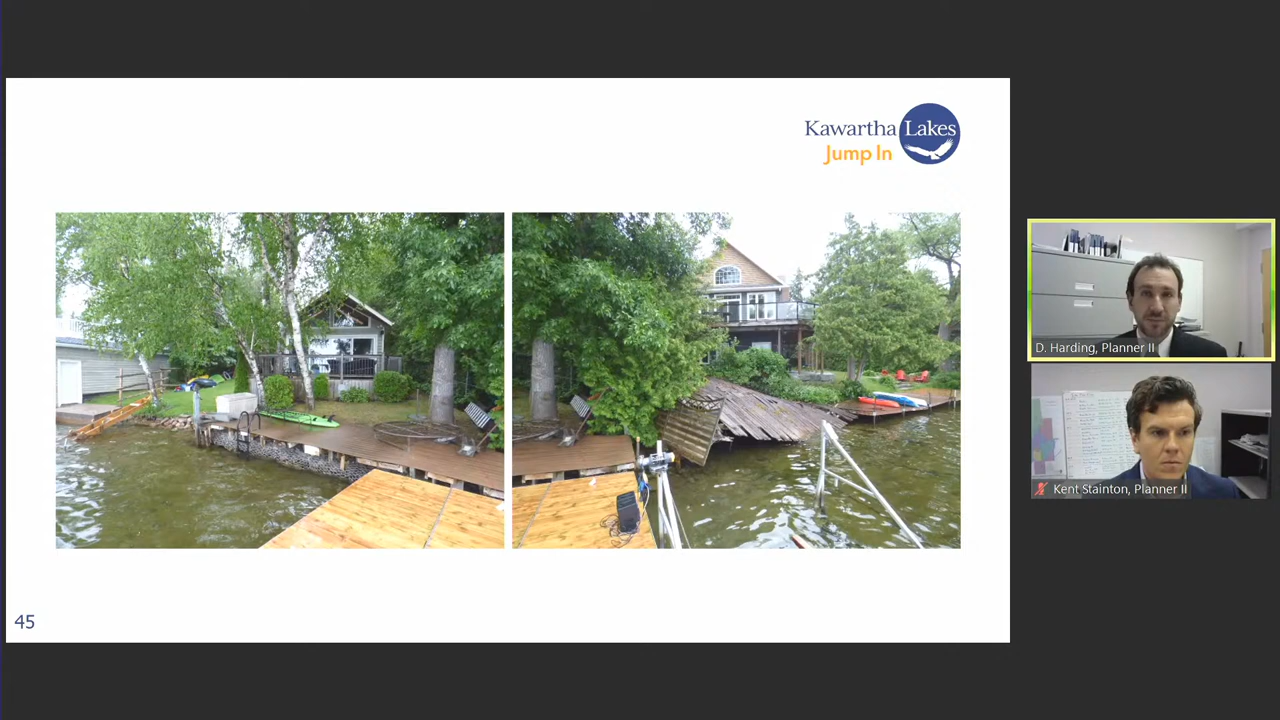 Kawartha Lakes
Jump In
45
D. Harding, Planner II
Kent Stainton, Planner II